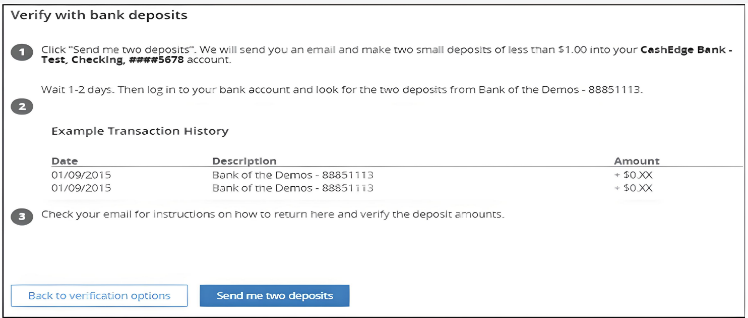 Verify with bank deposits
1 Click "Send me two deposits". We will send you an email and make two small deposits of less than $1.00 into your CashEdge Bank -
Test, Checking, ####5678 account.
Wait 1-2 days. Then log in to your bank account and look for the two deposits from Bank of the Demos - 88851113.
2
Example Transaction History
Date Description Amount
01/09/2015 Bank of the Demos - 88851113 + $0.XX
01/09/2015 Bank of the Demos - 88851113 + $0.XX
3 Check your email for instructions on how to return here and verify the deposit amounts.
Back to verification options Send me two deposits